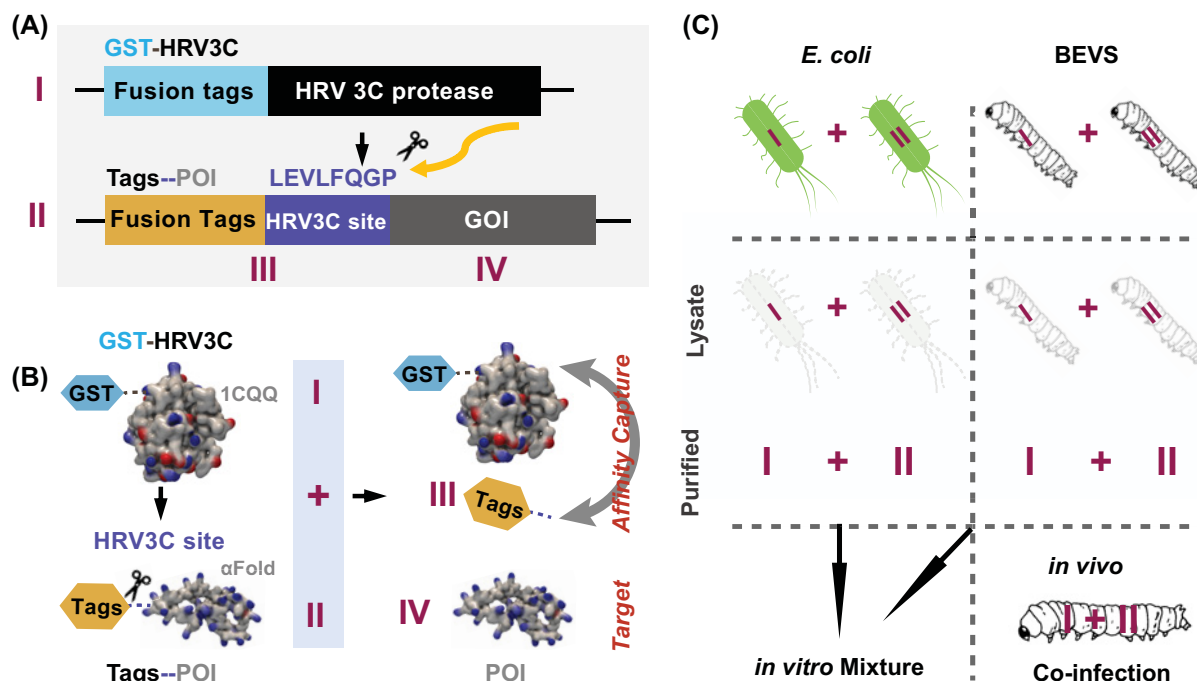 (A)
GST-HRV3C
I
Fusion tags
HRV 3C protease
Tags--POI
LEVLFQGP
II
Fusion Tags
HRV3C site
GOI
III
IV
(B)
GST-HRV3C
GST
1CQQ
HRV3C site
αFold
Tags
Tags--POI
I
+
II
GST
III
Tags
Affinity Capture
IV
Target
POI
(C)
E. coli
BEVS
I + II
I + II
Lysate
I + II
I + II
Purified
I + II
I + II
in vitro Mixture
in vivo
I + II
Co-infection